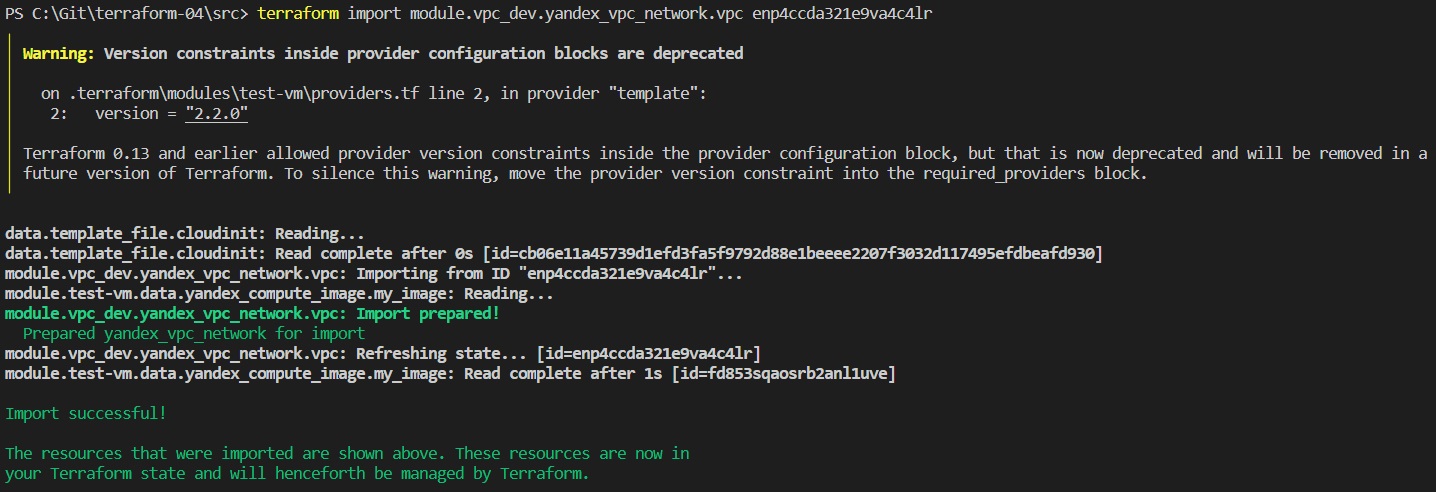 PS C:\Git\terraform-04\src> terraform import module.vpc_dev.yandex_vpc_network.vpc enp4ccda321e9va4c4lr
Warning: Version constraints inside provider configuration blocks are deprecated
on .terraform\modules\test-vm\providers.tf line 2, in provider "template":
2: version = "2.2.0"
Terraform 0.13 and earlier allowed provider version constraints inside the provider configuration block, but that is now deprecated and will be removed in a
future version of Terraform. To silence this warning, move the provider version constraint into the required_providers block.
data.template_file.cloudinit: Reading...
data.template_file.cloudinit: Read complete after 0s [id=cb06e11a45739d1efd3fa5f9792d88e1beeee2207f3032d117495efdbeafd930]
module.vpc_dev.yandex_vpc_network.vpc: Importing from ID "enp4ccda321e9va4c4lr"...
module.test-vm.data.yandex_compute_image.my_image: Reading...
module.vpc_dev.yandex_vpc_network.vpc: Import prepared!
Prepared yandex_vpc_network for import
module.vpc_dev.yandex_vpc_network.vpc: Refreshing state... [id=enp4ccda321e9va4c4lr]
module.test-vm.data.yandex_compute_image.my_image: Read complete after 1s [id=fd853sqaosrb2anl1uve]
Import successful!
The resources that were imported are shown above. These resources are now in
your Terraform state and will henceforth be managed by Terraform.